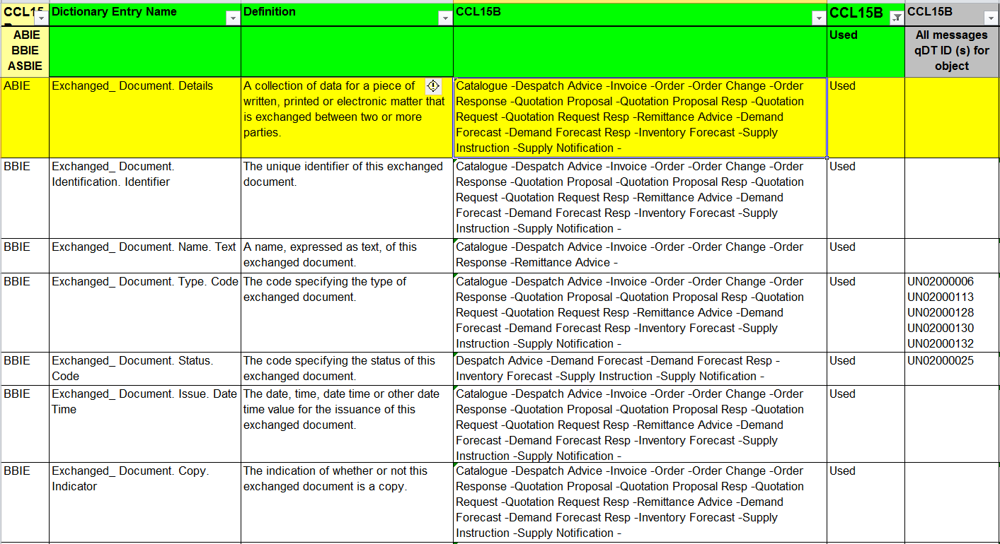 CCL15 Dictionary Entry Name Definition CCL15B CCL15B CCL15B
ABIE
BBIE
ASBIE
Used
All messages
qDT ID (s) for
object
ABIE
Exchanged_ Document. Details
A collection of data for a piece of
written, printed or electronic matter that
is exchanged between two or more
parties.
Catalogue -Despatch Advice -Invoice -Order -Order Change -Order
Response -Quotation Proposal -Quotation Proposal Resp -Quotation
Request -Quotation Request Resp -Remittance Advice -Demand
Forecast -Demand Forecast Resp -Inventory Forecast -Supply
Instruction -Supply Notification -
Used
BBIE
Exchanged_ Document.
Identification. Identifier
The unique identifier of this exchanged
document.
Catalogue -Despatch Advice -Invoice -Order -Order Change -Order
Response -Quotation Proposal -Quotation Proposal Resp -Quotation
Request -Quotation Request Resp -Remittance Advice -Demand
Forecast -Demand Forecast Resp -Inventory Forecast -Supply
Instruction -Supply Notification -
Used
BBIE
Exchanged_ Document. Name. Text
A name, expressed as text, of this
exchanged document.
Catalogue -Despatch Advice -Invoice -Order -Order Change -Order
Response -Remittance Advice -
Used
BBIE
Exchanged_ Document. Type. Code
The code specifying the type of
exchanged document.
Catalogue -Despatch Advice -Invoice -Order -Order Change -Order
Response -Quotation Proposal -Quotation Proposal Resp -Quotation
Request -Quotation Request Resp -Remittance Advice -Demand
Forecast -Demand Forecast Resp -Inventory Forecast -Supply
Instruction -Supply Notification -
Used
UN02000006
UN02000113
UN02000128
UN02000130
UN02000132
BBIE
Exchanged_ Document. Status.
Code
The code specifying the status of this
exchanged document.
Despatch Advice -Demand Forecast -Demand Forecast Resp -
Inventory Forecast -Supply Instruction -Supply Notification -
Used
UN02000025
BBIE
Exchanged_ Document. Issue. Date
Time
The date, time, date time or other date
time value for the issuance of this
exchanged document.
Catalogue -Despatch Advice -Invoice -Order -Order Change -Order
Response -Quotation Proposal -Quotation Proposal Resp -Quotation
Request -Quotation Request Resp -Remittance Advice -Demand
Forecast -Demand Forecast Resp -Inventory Forecast -Supply
Instruction -Supply Notification -
Used
BBIE
Exchanged_ Document. Copy.
Indicator
The indication of whether or not this
exchanged document is a copy.
Catalogue -Despatch Advice -Invoice -Order -Order Change -Order
Response -Quotation Proposal -Quotation Proposal Resp -Quotation
Request -Quotation Request Resp -Remittance Advice -Demand
Forecast -Demand Forecast Resp -Inventory Forecast -Supply
Instruction -Supply Notification -
Used